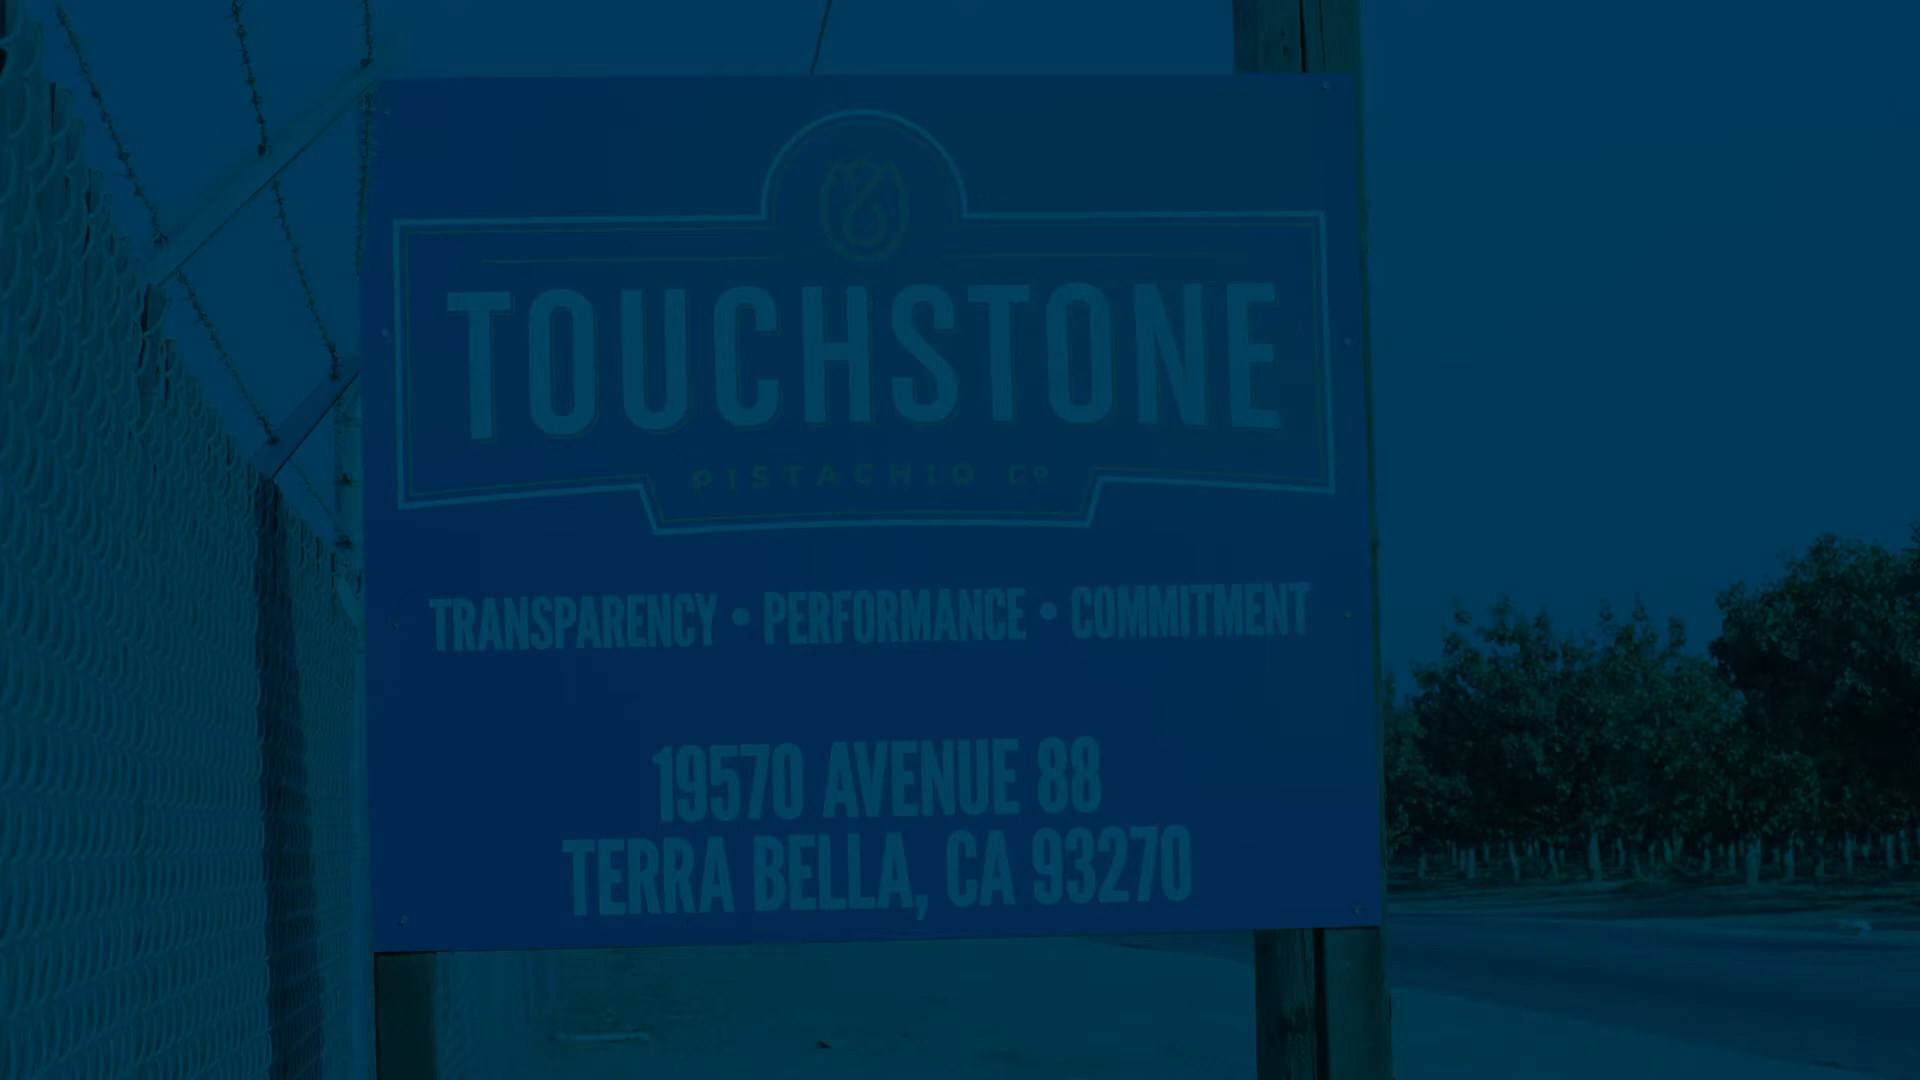 TOUCHSTONE
PISTACHIO Co
TRANSPARENCY • PERFORMANCE • COMMITMENT
19570 AVENUE 88
TERRA BELLA, CA 93270